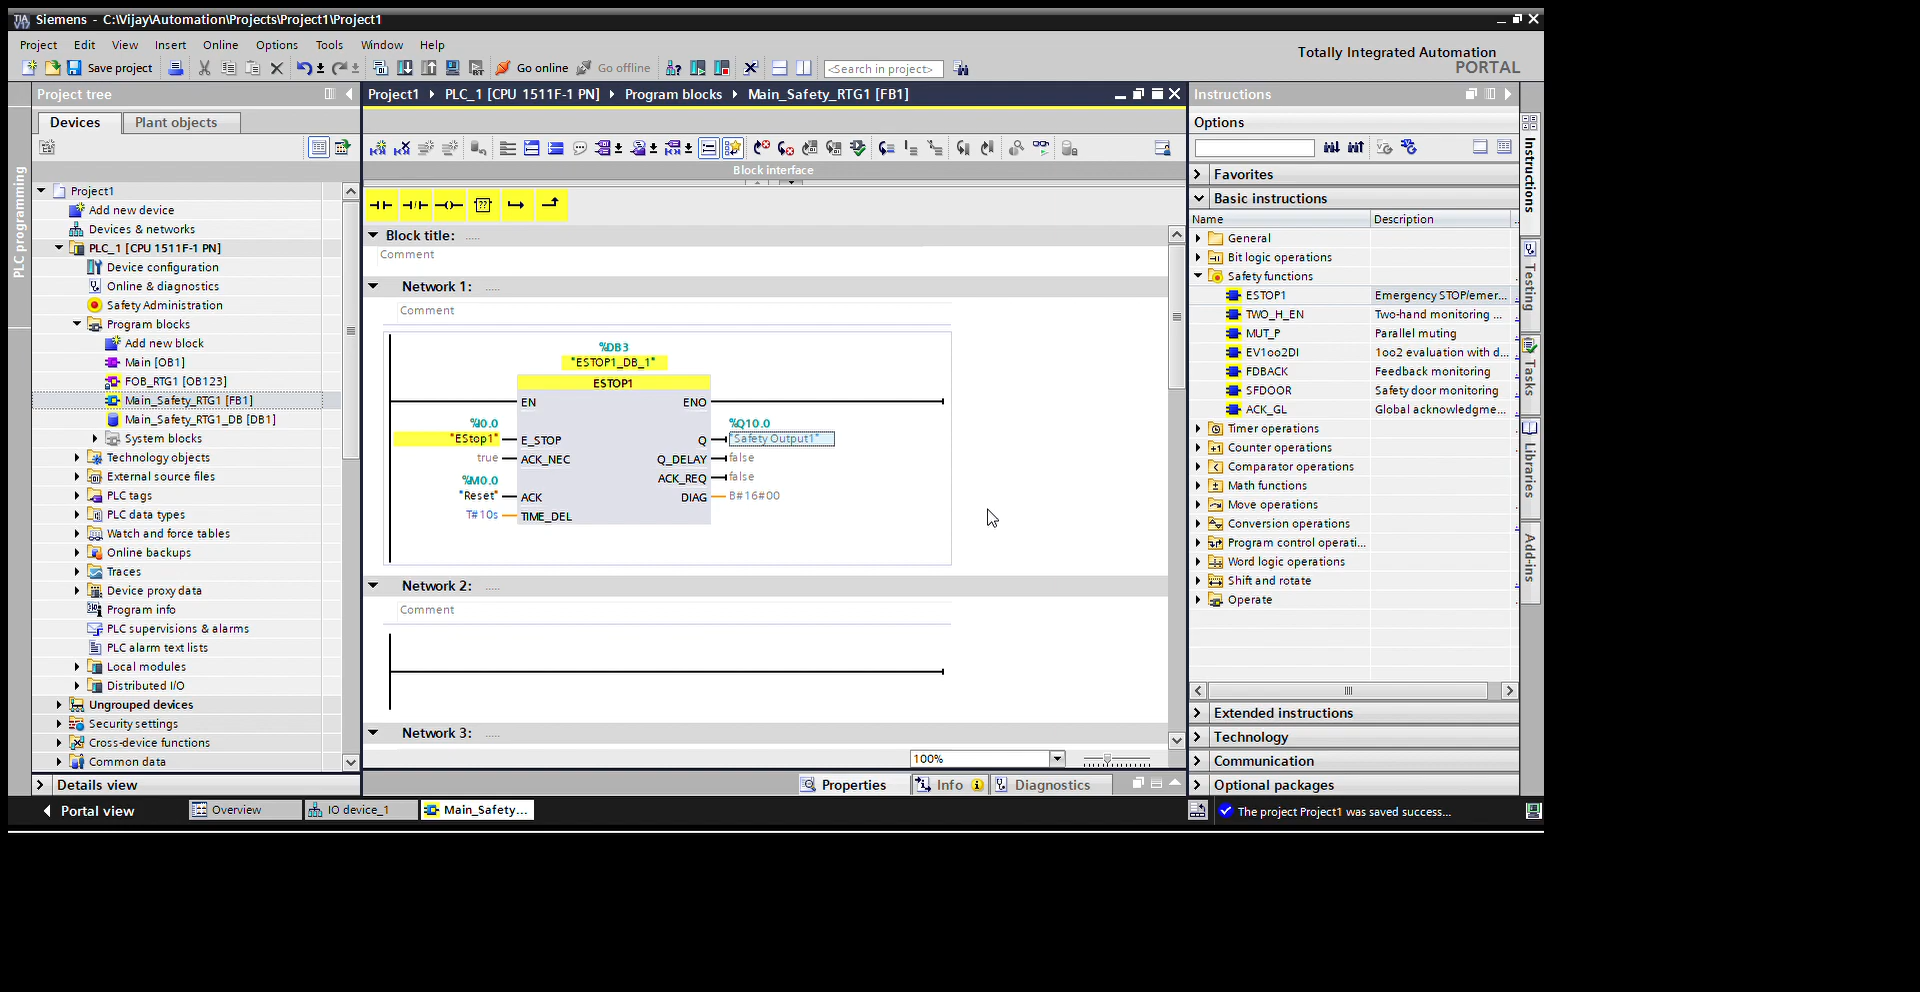 Siemens - C:\Vijay\Automation\Projects\Project1\Project1
Project Edit View Insert Online Options Tools Window Help
Totally Integrated Automation
PORTAL
Save project
Go online
Go offline
<Search in project>
Project tree
Project1 PLC_1 [CPU 1511F-1 PN] Program blocks Main_Safety_RTG1 [FB1]
Instructions
Devices
Plant objects
Options
Block interface
PLC programming
Project1
Add new device
Devices & networks
PLC_1 [CPU 1511F-1 PN]
Device configuration
Online & diagnostics
Safety Administration
Program blocks
Add new block
Main [OB1]
FOB_RTG1 [OB123]
Main_Safety_RTG1 [FB1]
Main_Safety_RTG1_DB [DB1]
System blocks
Technology objects
External source files
PLC tags
PLC data types
Watch and force tables
Online backups
Traces
Device proxy data
Program info
PLC supervisions & alarms
PLC alarm text lists
Local modules
Distributed I/O
Ungrouped devices
Security settings
Cross-device functions
Common data
Details view
Block title: .....
Comment
Network 1: .....
Comment
%DB3
"ESTOP1_DB_1"
ESTOP1
EN ENO
%I0.0 %Q10.0
"EStop1" E_STOP Q "Safety Output1"
true ACK_NEC Q_DELAY false
%M0.0 ACK_REQ false
"Reset" ACK DIAG B#16#00
T#10s TIME_DEL
Network 2: .....
Comment
Network 3: .....
100%
Properties
Info
Diagnostics
Favorites
Basic instructions
Name Description
General
Bit logic operations
Safety functions
ESTOP1 Emergency STOP/emer...
TWO_H_EN Two-hand monitoring ...
MUT_P Parallel muting
EV1oo2DI 1oo2 evaluation with d...
FDBACK Feedback monitoring
SFDOOR Safety door monitoring
ACK_GL Global acknowledgme...
Timer operations
Counter operations
Comparator operations
Math functions
Move operations
Conversion operations
Program control operati...
Word logic operations
Shift and rotate
Operate
Extended instructions
Technology
Communication
Optional packages
Instructions
Testing
Tasks
Libraries
Add-ins
Portal view
Overview
IO device_1
Main_Safety...
The project Project1 was saved success...